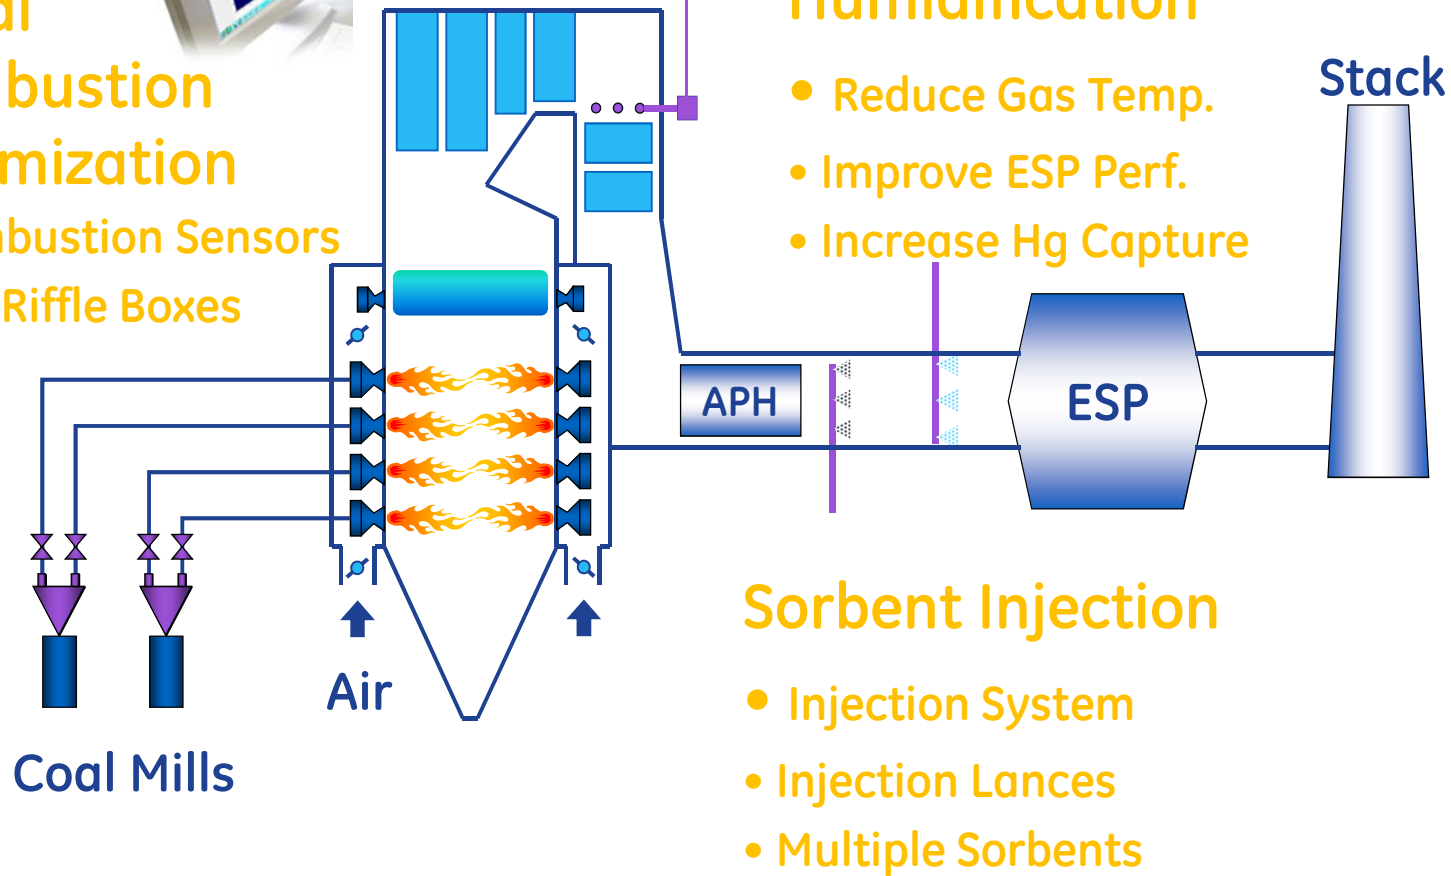 bustion
mization
bustion Sensors
Riffle Boxes
Humidification
• Reduce Gas Temp.
• Improve ESP Perf.
• Increase Hg Capture
Stack
APH
ESP
Air
Coal Mills
Sorbent Injection
• Injection System
• Injection Lances
• Multiple Sorbents